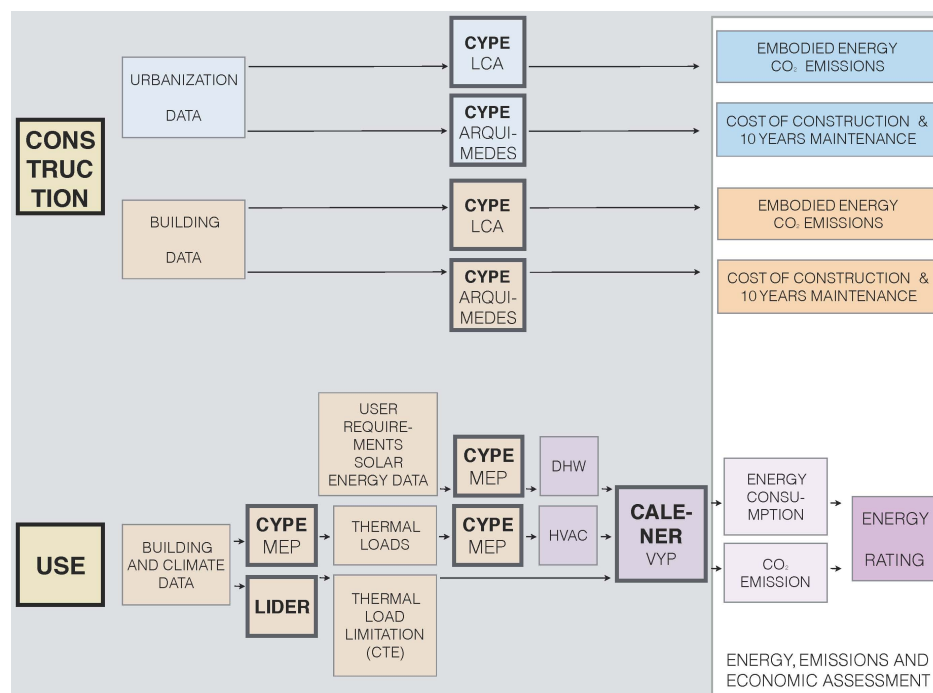 CONS
TRUC
TION
URBANIZATION
DATA
CYPE
LCA
EMBODIED ENERGY
CO₂ EMISSIONS
CYPE
ARQUI-
MEDES
COST OF CONSTRUCTION &
10 YEARS MAINTENANCE
BUILDING
DATA
CYPE
LCA
EMBODIED ENERGY
CO₂ EMISSIONS
CYPE
ARQUI-
MEDES
COST OF CONSTRUCTION &
10 YEARS MAINTENANCE
USE
BUILDING
AND CLIMATE
DATA
USER
REQUIRE-
MENTS
SOLAR
ENERGY DATA
CYPE
MEP
DHW
CYPE
MEP
THERMAL
LOADS
CYPE
MEP
HVAC
LIDER
THERMAL
LOAD
LIMITATION
(CTE)
CALE-
NER
VYP
ENERGY
CONSU-
MPTION
CO₂
EMISSION
ENERGY
RATING
ENERGY, EMISSIONS AND
ECONOMIC ASSESSMENT